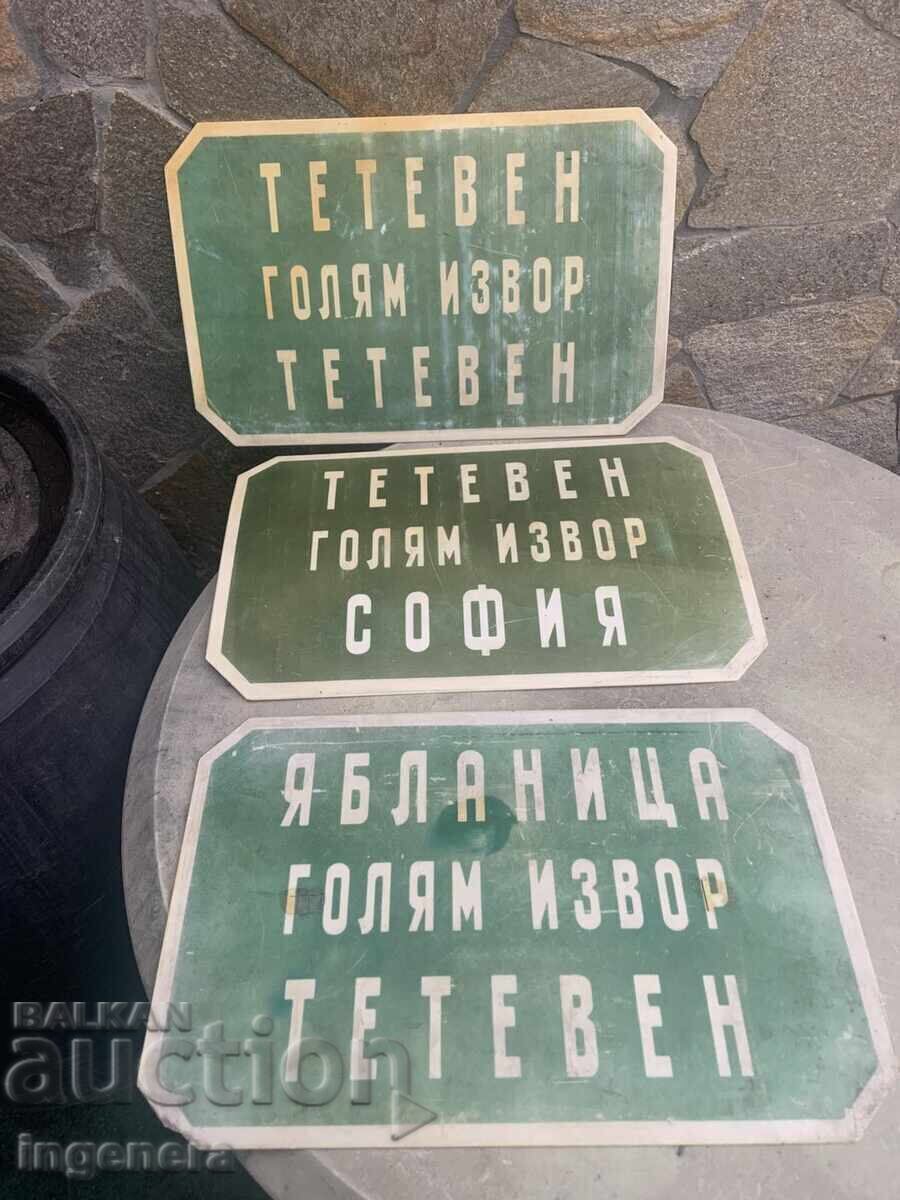 ТЕТЕВЕН
ГОЛЯМ ИЗВОР
ТЕТЕВЕН
ТЕТЕВЕН
ГОЛЯМ ИЗВОР
СОФИЯ
ЯБЛАНИЦА
ГОЛЯМ ИЗВОР
ТЕТЕВЕН
BALKAN
auction
ingenera